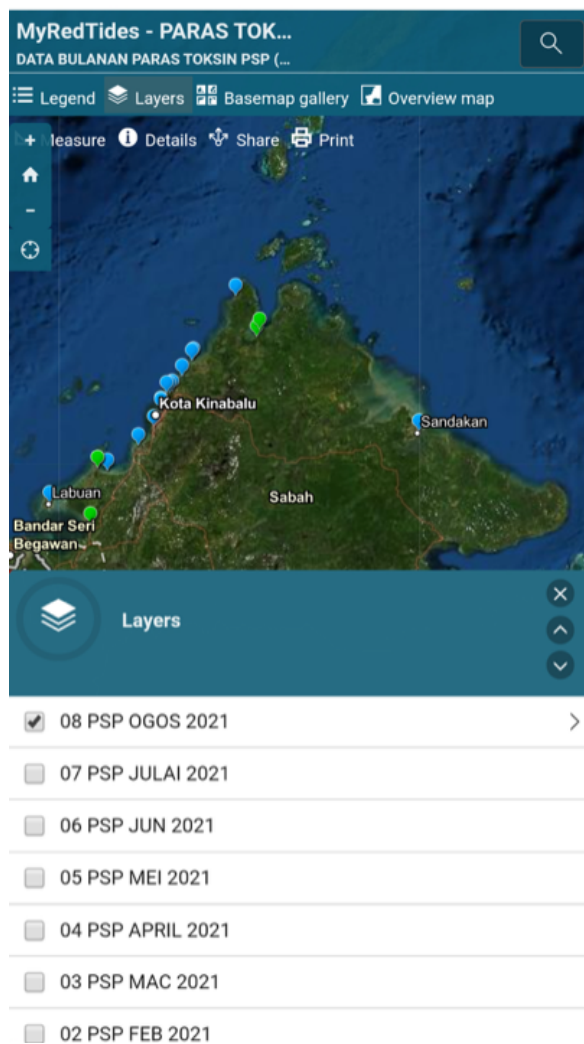 MyRedTides - PARAS TOK...
DATA BULANAN PARAS TOKSIN PSP (...
Legend Layers Basemap gallery Overview map
Measure Details Share Print
Kota Kinabalu
Sandakan
Labuan
Sabah
Bandar Seri
Begawan
Layers
08 PSP OGOS 2021
07 PSP JULAI 2021
06 PSP JUN 2021
05 PSP MEI 2021
04 PSP APRIL 2021
03 PSP MAC 2021
02 PSP FEB 2021